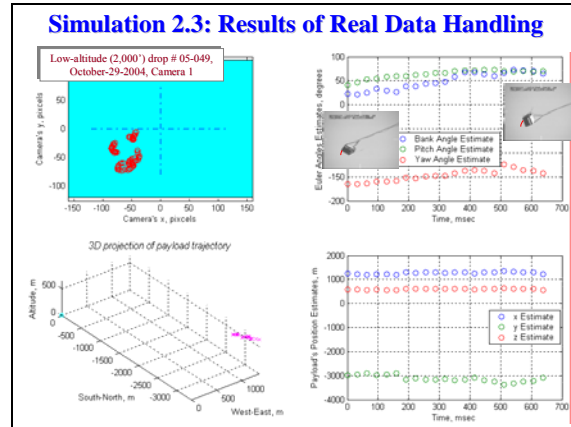 Simulation 2.3: Results of Real Data Handling
Low-altitude (2,000') drop # 05-049,
October-29-2004, Camera 1
Camera's y, pixcels
50
0
-50
-100
-150
-100
-50
0
50
100
150
Camera's x, pixcels
Euler Angles Estimates, degrees
100
50
0
-150
-200
Bank Angle Estimate
Pitch Angle Estimate
Yaw Angle Estimate
0
100
200
300
400
500
600
700
Time, msec
3D projection of payload trajectory
Altitude, m
500
0
0
-500
-1000
-1500
-2000
-2500
-3000
South-North, m
0
500
1000
West-East, m
Payload's Position Estimates, m
2000
1000
0
-1000
-2000
-3000
-4000
x Estimate
y Estimate
z Estimate
0
100
200
300
400
500
600
700
Time, msec